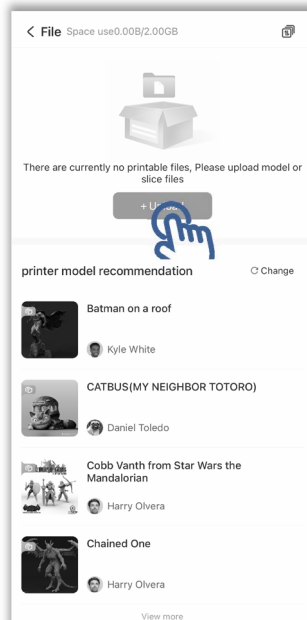 File Space use0.00B/2.00GB
There are currently no printable files, Please upload model or
slice files
+ Upload
printer model recommendation
Change
Batman on a roof
Kyle White
CATBUS(MY NEIGHBOR TOTORO)
Daniel Toledo
Cobb Vanth from Star Wars the
Mandalorian
Harry Olvera
Chained One
Harry Olvera
View more